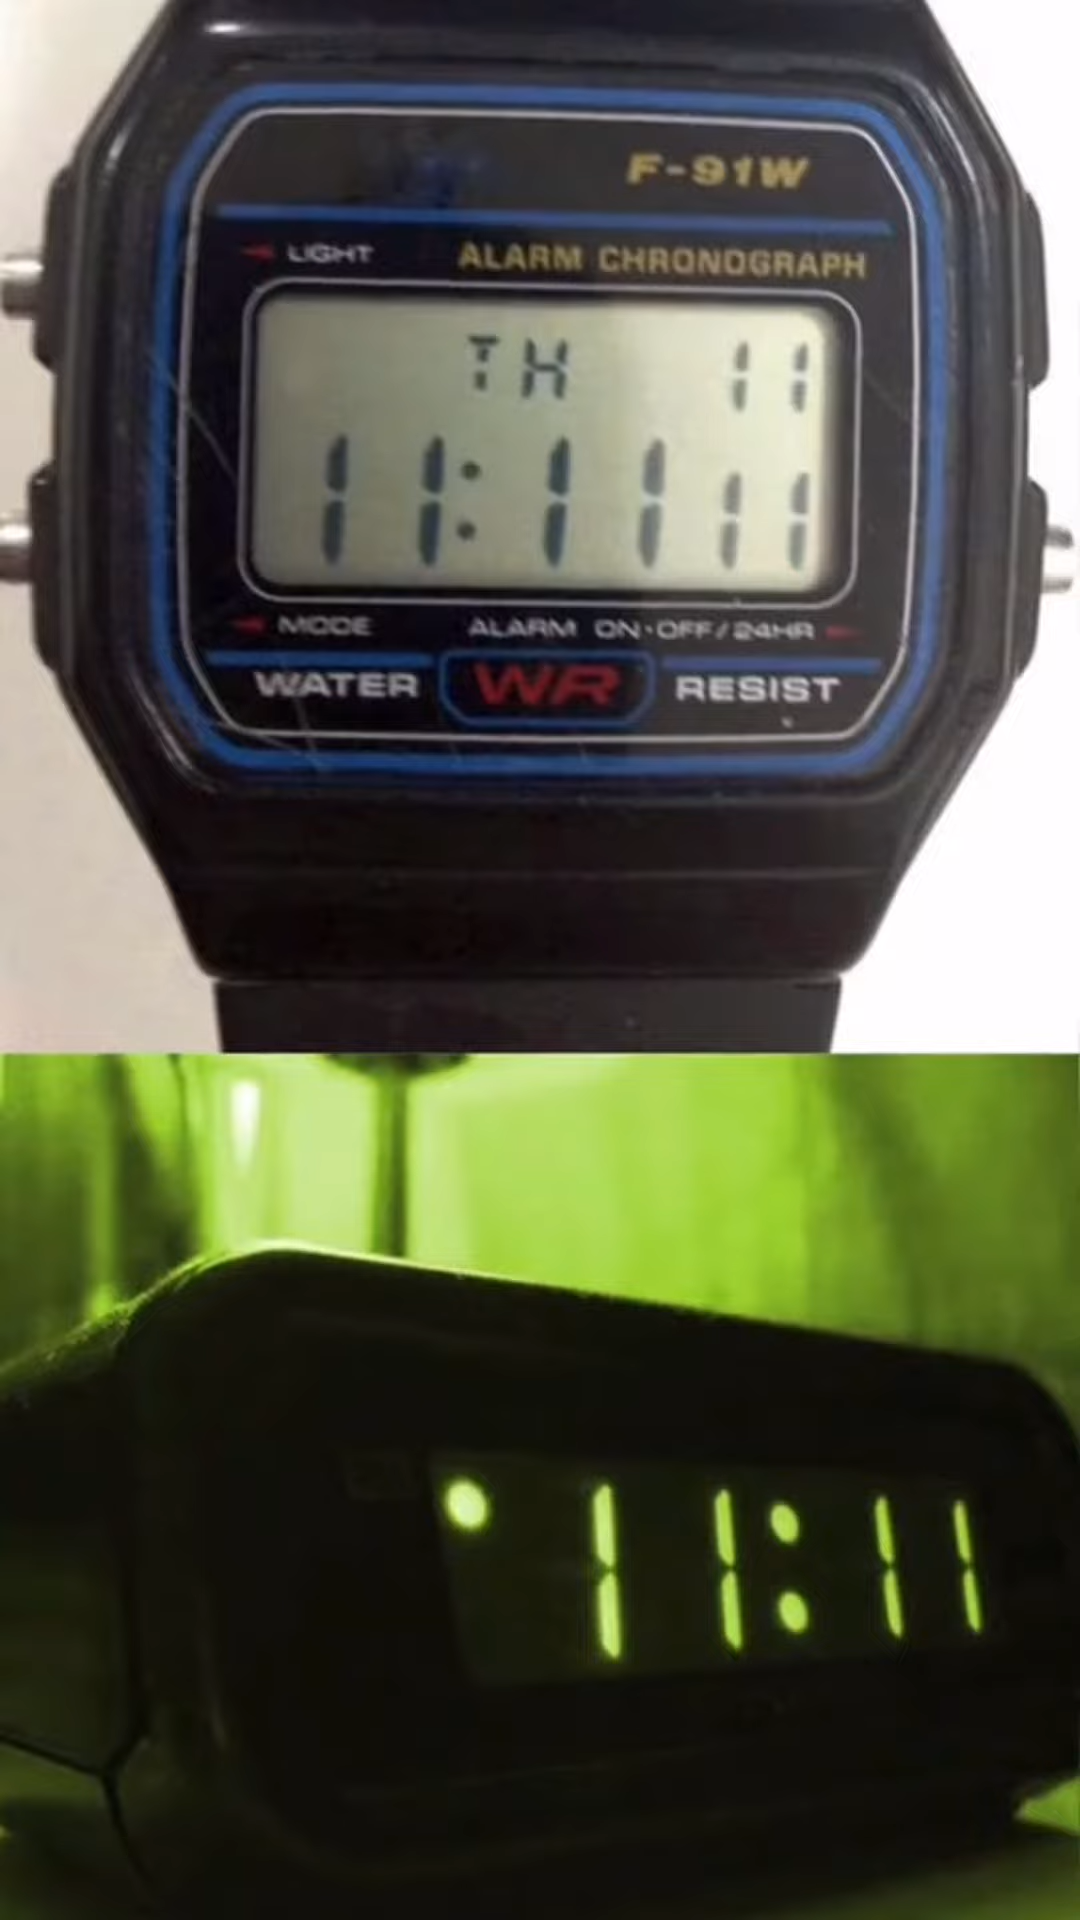 F-91W
LIGHT ALARM CHRONOGRAPH
TH 11
11:11 11
MODE ALARM ON·OFF/24HR
WATER WR RESIST
11:11